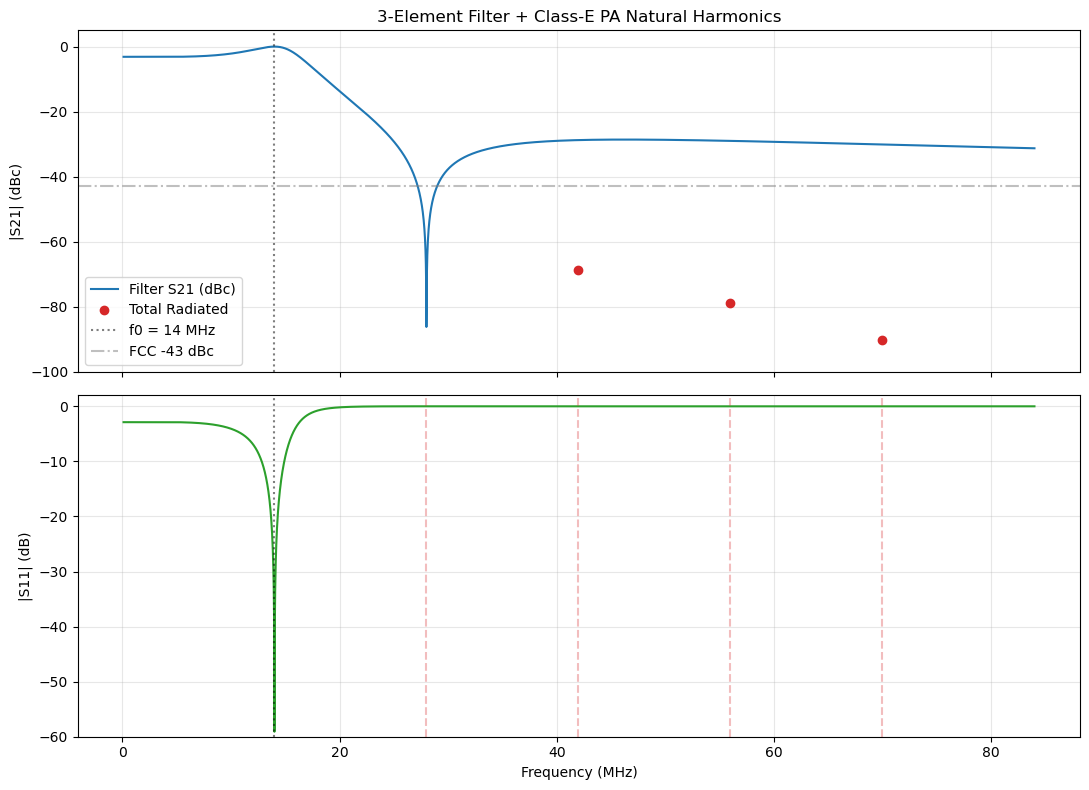 3-Element Filter + Class-E PA Natural Harmonics
|S21| (dBc)
0
−20
−40
−60
−80
−100
Filter S21 (dBc)
Total Radiated
f0 = 14 MHz
FCC -43 dBc
|S11| (dB)
0
−10
−20
−30
−40
−50
−60
0 20 40 60 80
Frequency (MHz)